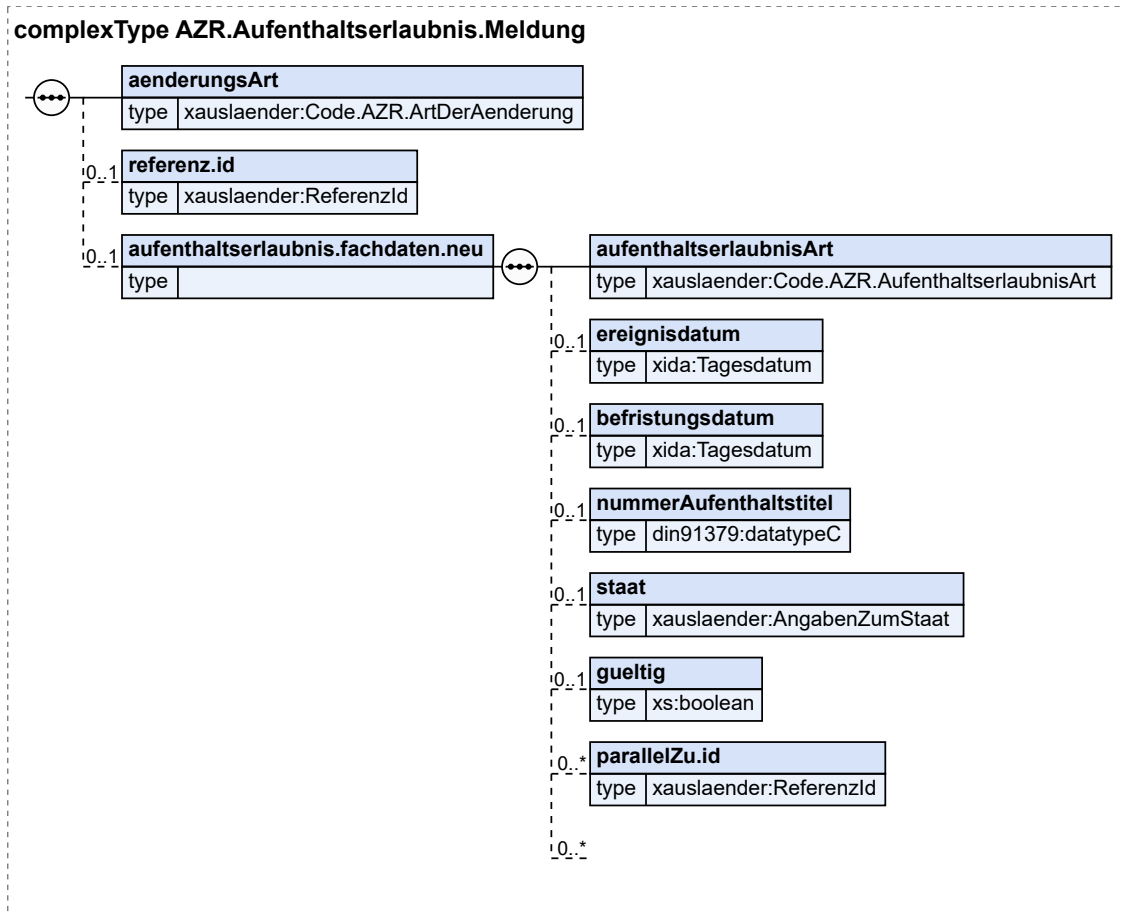 complexType AZR.Aufenthaltserlaubnis.Meldung
aenderungsArt
type xauslaender:Code.AZR.ArtDerAenderung
0..1 referenz.id
type xauslaender:ReferenzId
0..1 aufenthaltserlaubnis.fachdaten.neu
type
aufenthaltserlaubnisArt
type xauslaender:Code.AZR.AufenthaltserlaubnisArt
0..1 ereignisdatum
type xida:Tagesdatum
0..1 befristungsdatum
type xida:Tagesdatum
0..1 nummerAufenthaltstitel
type din91379:datatypeC
0..1 staat
type xauslaender:AngabenZumStaat
0..1 gueltig
type xs:boolean
0..* parallelZu.id
type xauslaender:ReferenzId
0..*